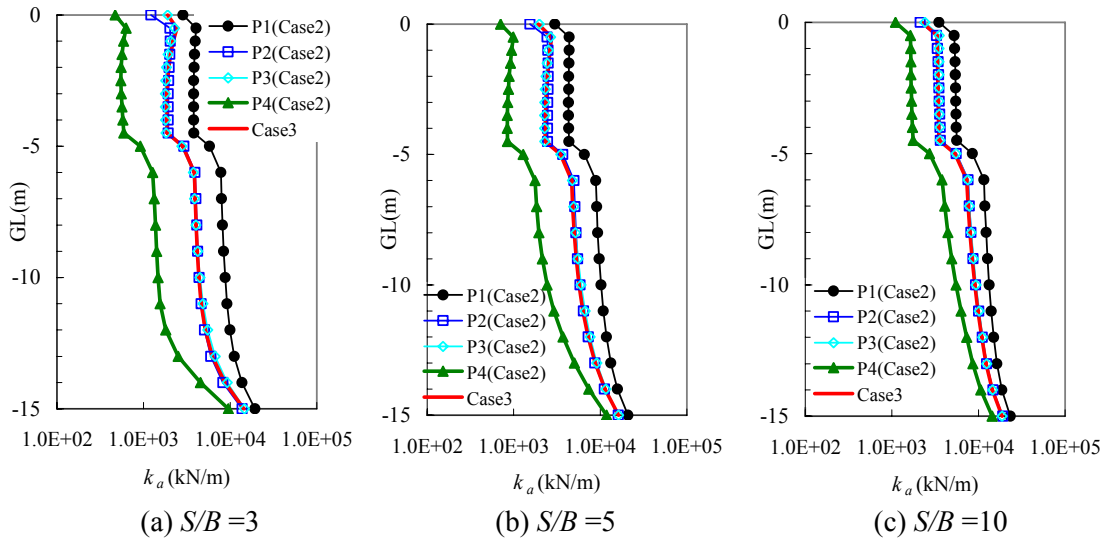 0
-5
-10
-15
GL(m)
1.0E+02 1.0E+03 1.0E+04 1.0E+05
k a (kN/m)
P1(Case2)
P2(Case2)
P3(Case2)
P4(Case2)
Case3
(a) S/B =3
0
-5
-10
-15
GL(m)
1.0E+02 1.0E+03 1.0E+04 1.0E+05
k a (kN/m)
P1(Case2)
P2(Case2)
P3(Case2)
P4(Case2)
Case3
(b) S/B =5
0
-5
-10
-15
GL(m)
1.0E+02 1.0E+03 1.0E+04 1.0E+05
k a (kN/m)
P1(Case2)
P2(Case2)
P3(Case2)
P4(Case2)
Case3
(c) S/B =10